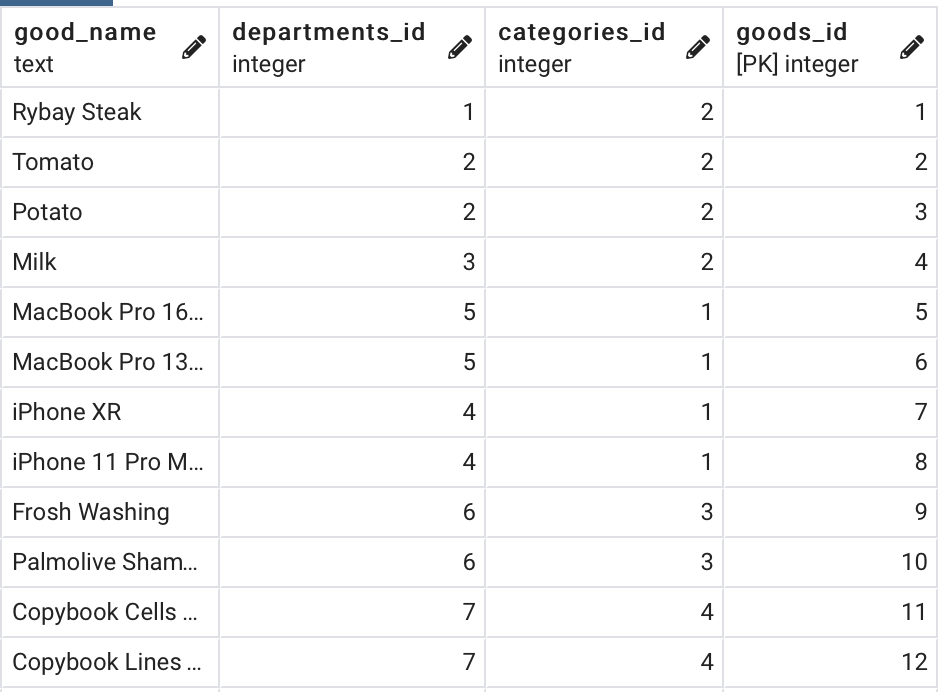 good_name departments_id categories_id goods_id
text integer integer [PK] integer
Rybay Steak 1 2 1
Tomato 2 2 2
Potato 2 2 3
Milk 3 2 4
MacBook Pro 16... 5 1 5
MacBook Pro 13... 5 1 6
iPhone XR 4 1 7
iPhone 11 Pro M... 4 1 8
Frosh Washing 6 3 9
Palmolive Sham... 6 3 10
Copybook Cells ... 7 4 11
Copybook Lines ... 7 4 12